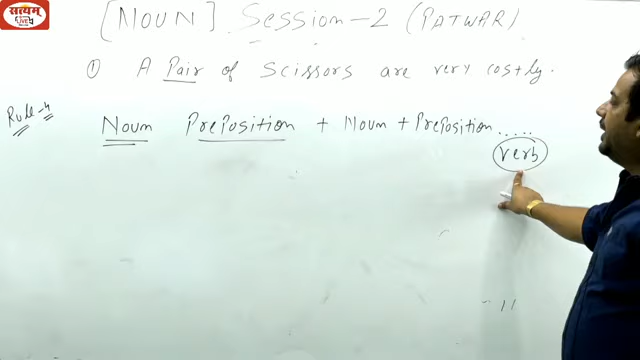 सत्यम्
LIVE
[NOUN] Session-2 (PATWAR)
① A Pair of Scissors are very costly.
Rule-4
Noun Preposition + Noun + Preposition.....
verb